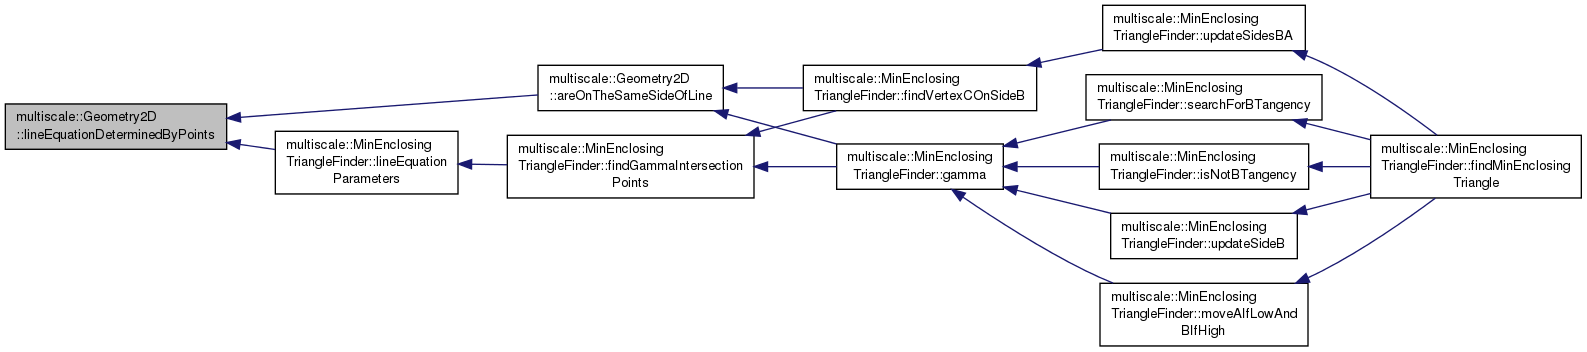 multiscale::Geometry2D
::lineEquationDeterminedByPoints
multiscale::Geometry2D
::areOnTheSameSideOfLine
multiscale::MinEnclosing
TriangleFinder::lineEquation
Parameters
multiscale::MinEnclosing
TriangleFinder::findGammaIntersection
Points
multiscale::MinEnclosing
TriangleFinder::findVertexCOnSideB
multiscale::MinEnclosing
TriangleFinder::gamma
multiscale::MinEnclosing
TriangleFinder::updateSidesBA
multiscale::MinEnclosing
TriangleFinder::searchForBTangency
multiscale::MinEnclosing
TriangleFinder::isNotBTangency
multiscale::MinEnclosing
TriangleFinder::updateSideB
multiscale::MinEnclosing
TriangleFinder::moveAIfLowAnd
BIfHigh
multiscale::MinEnclosing
TriangleFinder::findMinEnclosing
Triangle